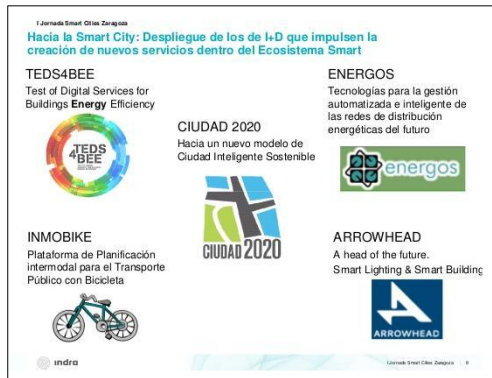 I Jornada Smart Cities Zaragoza
Hacia la Smart City: Despliegue de los de I+D que impulsen la
creación de nuevos servicios dentro del Ecosistema Smart
TEDS4BEE
Test of Digital Services for
Buildings Energy Efficiency
4TEDS
BEE
CIUDAD 2020
Hacia un nuevo modelo de
Ciudad Inteligente Sostenible
CIUDAD 2020
ENERGOS
Tecnologías para la gestión
automatizada e inteligente de
las redes de distribución
energéticas del futuro
energos
INMOBIKE
Plataforma de Planificación
intermodal para el Transporte
Público con Bicicleta
ARROWHEAD
A head of the future.
Smart Lighting & Smart Building
ARROWHEAD
indra
I Jornada Smart Cities Zaragoza